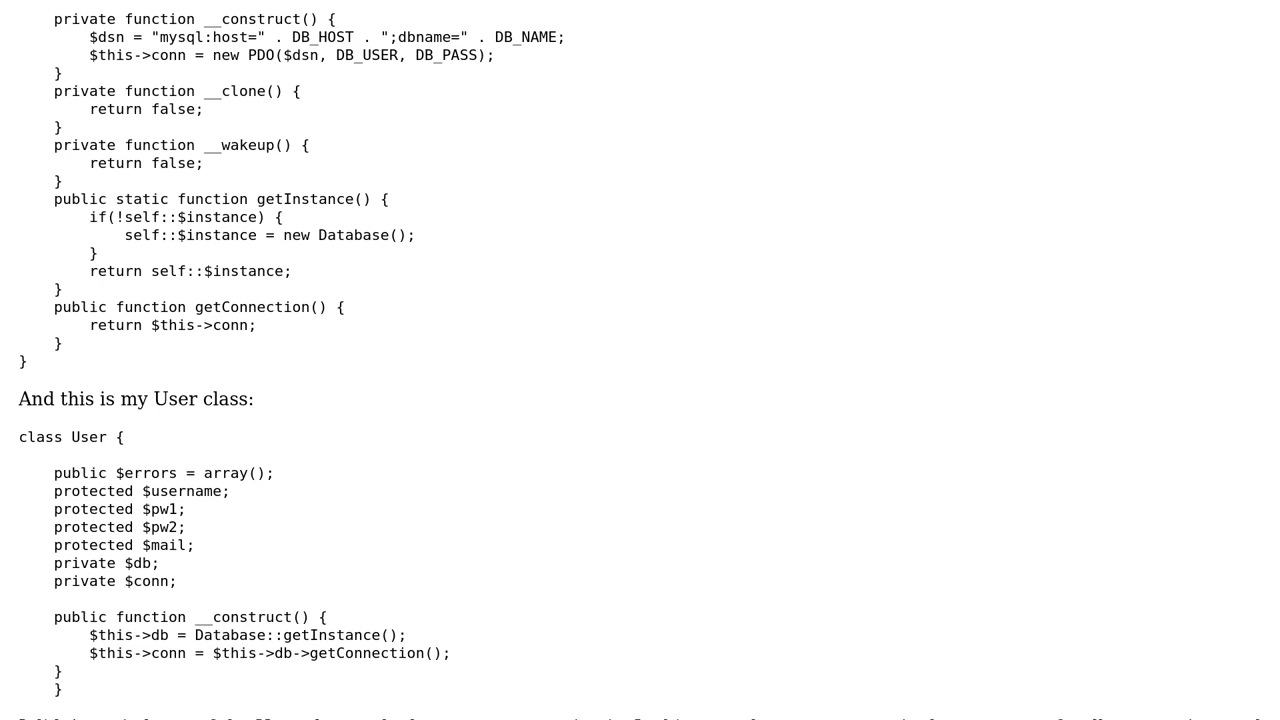 private function __construct() {
        $dsn = "mysql:host=" . DB_HOST . ";dbname=" . DB_NAME;
        $this->conn = new PDO($dsn, DB_USER, DB_PASS);
    }
    private function __clone() {
        return false;
    }
    private function __wakeup() {
        return false;
    }
    public static function getInstance() {
        if(!self::$instance) {
            self::$instance = new Database();
        }
        return self::$instance;
    }
    public function getConnection() {
        return $this->conn;
    }
}
And this is my User class:
class User {
    public $errors = array();
    protected $username;
    protected $pw1;
    protected $pw2;
    protected $mail;
    private $db;
    private $conn;
    public function __construct() {
        $this->db = Database::getInstance();
        $this->conn = $this->db->getConnection();
    }
    }